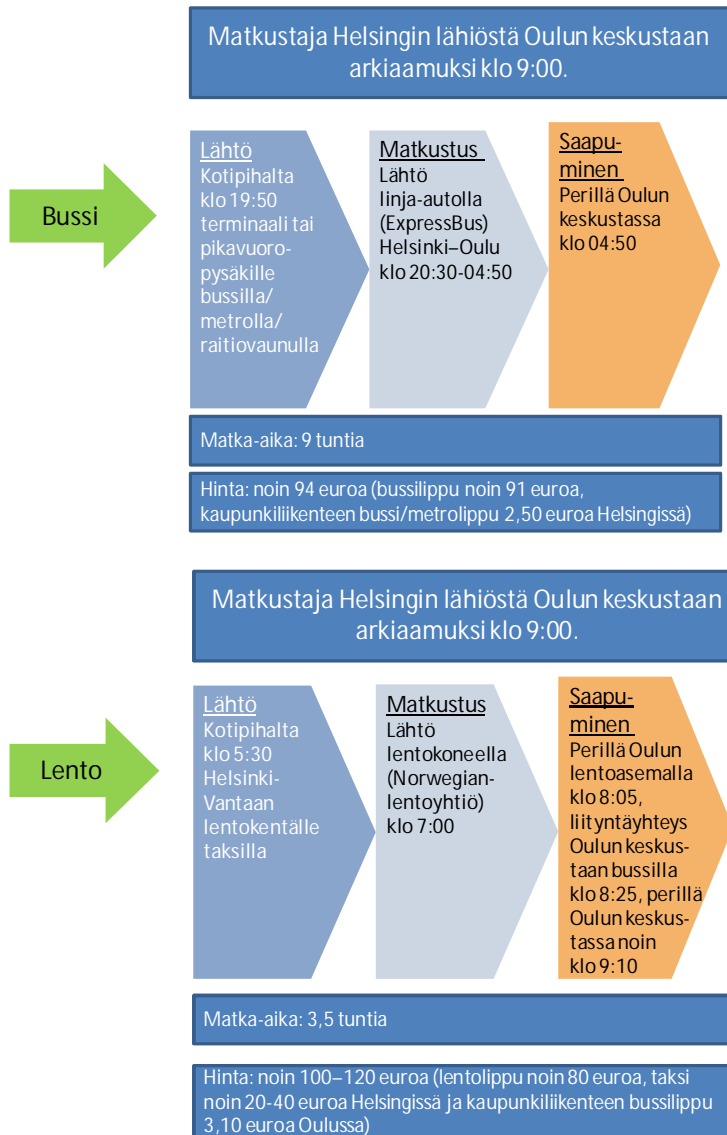 Matkustaja Helsingin lähiöstä Oulun keskustaan
arkiaamuksi klo 9:00.
Bussi
Lähtö
Kotipihalta
klo 19:50
terminaali tai
pikavuoro-
pysäkille
bussilla/
metrolla/
raitiovaunulla
Matkustus
Lähtö
linja-autolla
(ExpressBus)
Helsinki–Oulu
klo 20:30-04:50
Saapu-
minen
Perillä Oulun
keskustassa
klo 04:50
Matka-aika: 9 tuntia
Hinta: noin 94 euroa (bussilippu noin 91 euroa,
kaupunkiliikenteen bussi/metrolippu 2,50 euroa Helsingissä)
Matkustaja Helsingin lähiöstä Oulun keskustaan
arkiaamuksi klo 9:00.
Lento
Lähtö
Kotipihalta
klo 5:30
Helsinki-
Vantaan
lentokentälle
taksilla
Matkustus
Lähtö
lentokoneella
(Norwegian-
lentoyhtiö)
klo 7:00
Saapu-
minen
Perillä Oulun
lentoasemalla
klo 8:05,
liityntäyhteys
Oulun keskus-
taan bussilla
klo 8:25, perillä
Oulun keskus-
tassa noin
klo 9:10
Matka-aika: 3,5 tuntia
Hinta: noin 100–120 euroa (lentolippu noin 80 euroa, taksi
noin 20-40 euroa Helsingissä ja kaupunkiliikenteen bussilippu
3,10 euroa Oulussa)